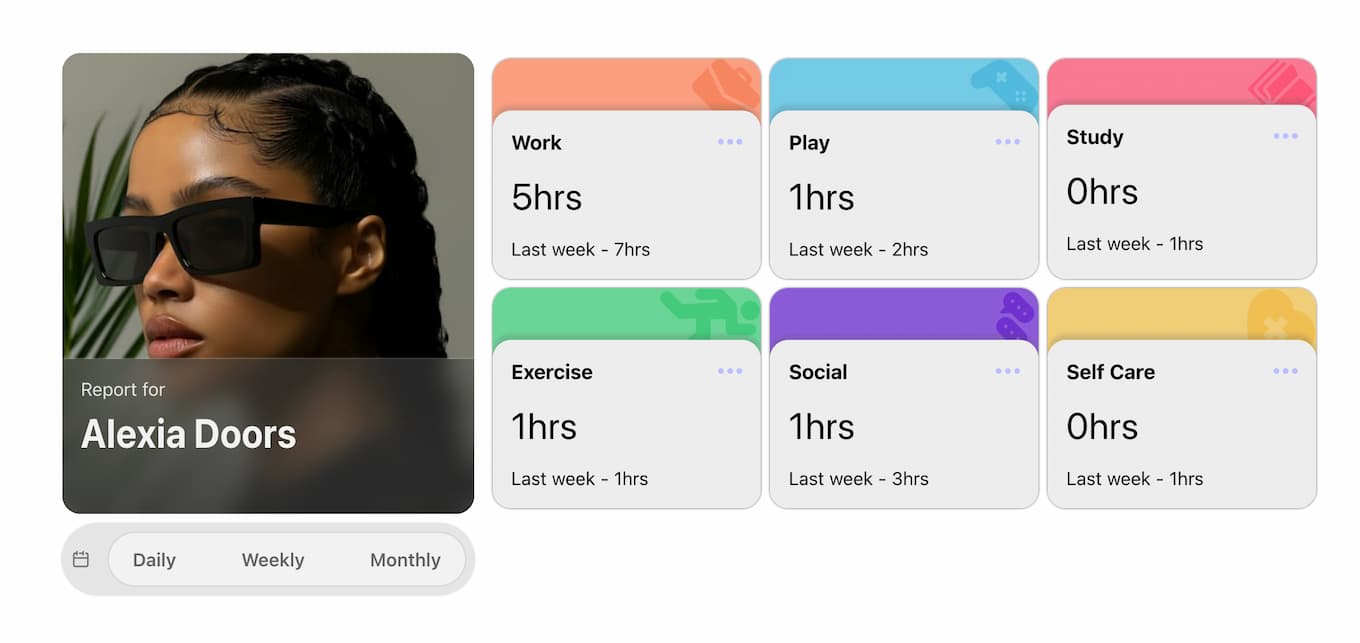 Report for
Alexia Doors
Daily Weekly Monthly
Work
5hrs
Last week - 7hrs
Play
1hrs
Last week - 2hrs
Study
0hrs
Last week - 1hrs
Exercise
1hrs
Last week - 1hrs
Social
1hrs
Last week - 3hrs
Self Care
0hrs
Last week - 1hrs